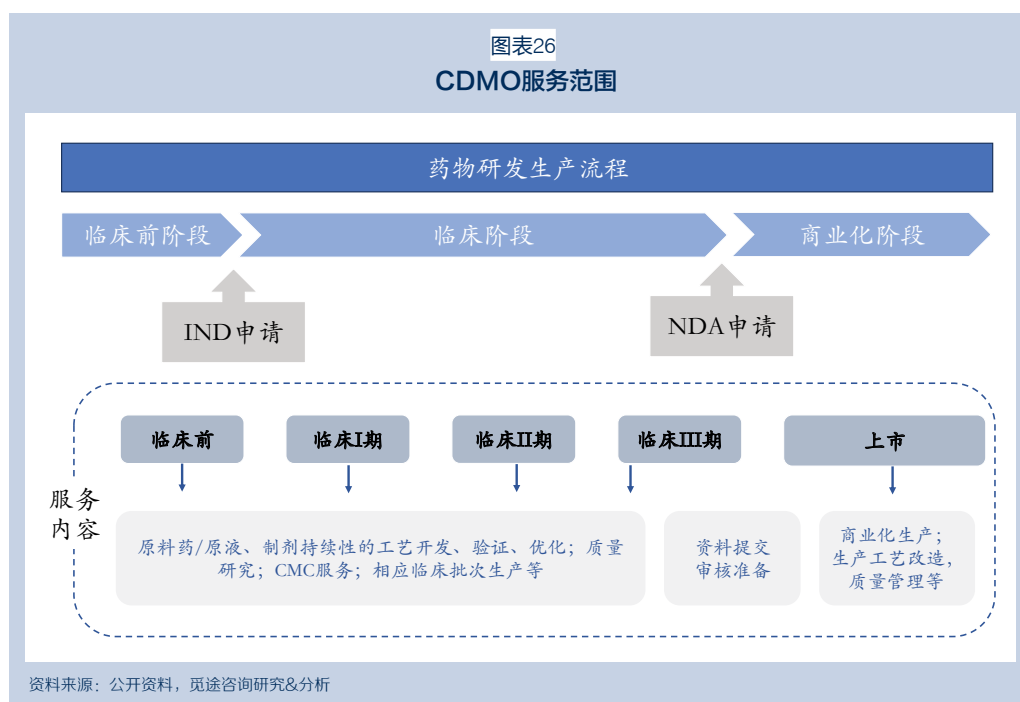 图表26
CDMO服务范围
药物研发生产流程
临床前阶段
临床阶段
商业化阶段
IND申请
NDA申请
临床前
临床I期
临床II期
临床III期
上市
服务
内容
原料药/原液、制剂持续性的工艺开发、验证、优化；质量
研究；CMC服务；相应临床批次生产等
资料提交
审核准备
商业化生产；
生产工艺改造，
质量管理等
资料来源：公开资料，觅途咨询研究&分析